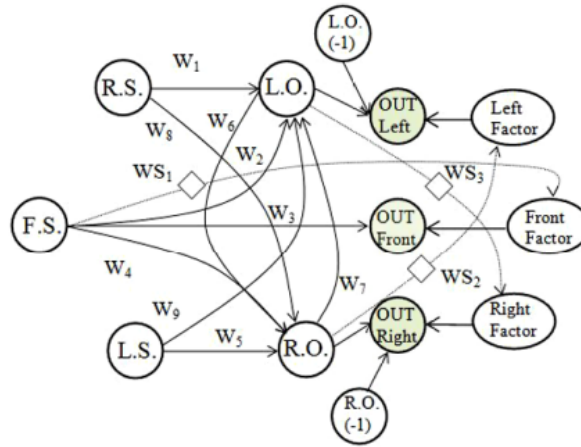 L.O.
(-1)
R.S.
W1
L.O.
OUT
Left
Left
Factor
W8
W6
W2
WS1
WS3
F.S.
W3
OUT
Front
Front
Factor
W4
W7
WS2
W9
L.S.
W5
R.O.
OUT
Right
Right
Factor
R.O.
(-1)